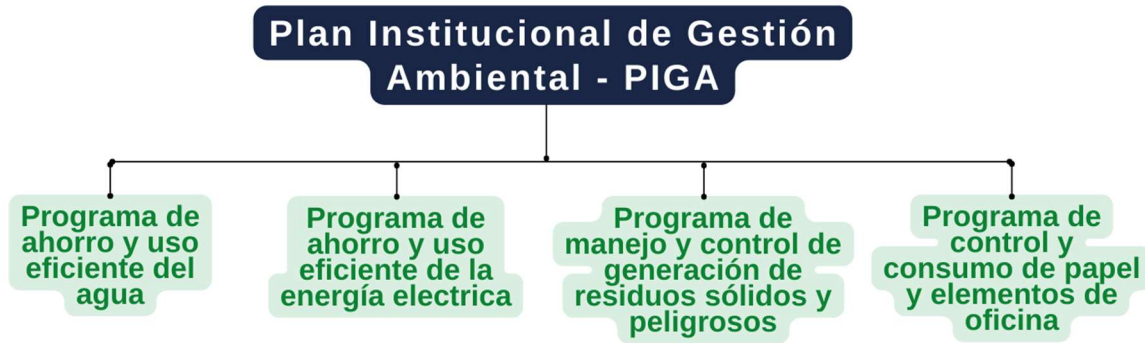 Plan Institucional de Gestión
Ambiental - PIGA
Programa de
ahorro y uso
eficiente del
agua
Programa de
ahorro y uso
eficiente de la
energía electrica
Programa de
manejo y control de
generación de
residuos sólidos y
peligrosos
Programa de
control y
consumo de papel
y elementos de
oficina